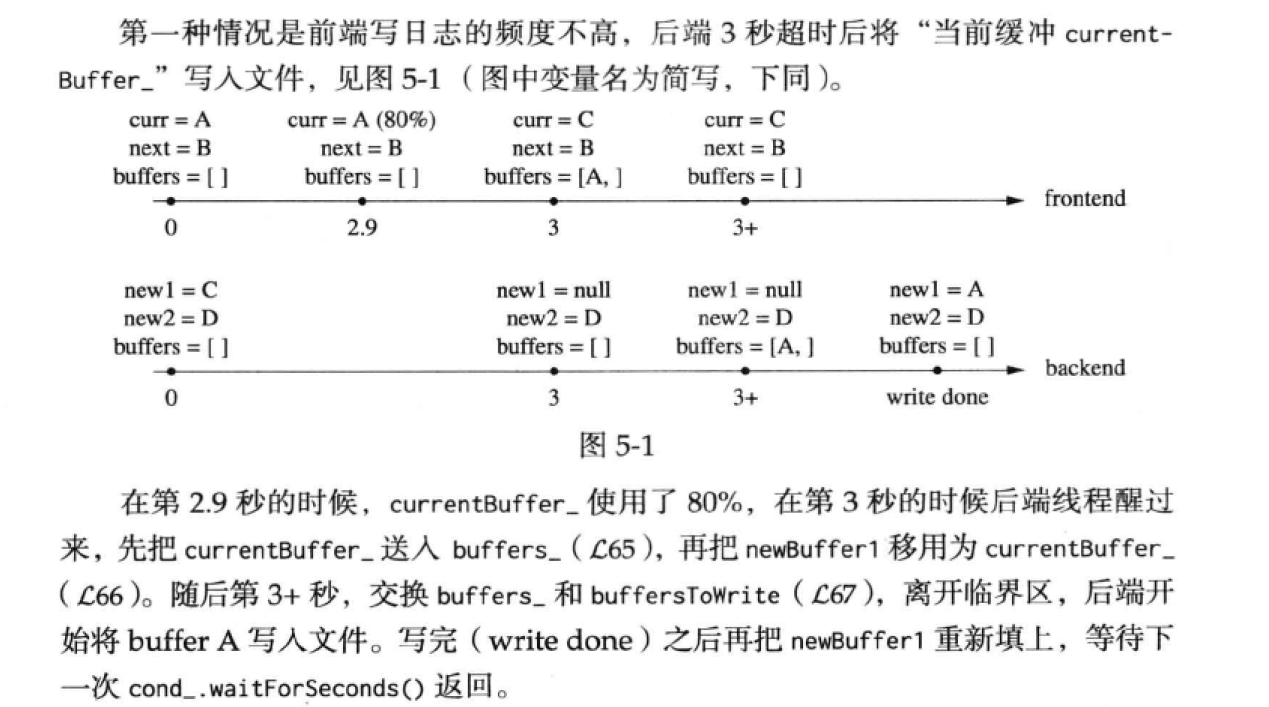 第一种情况是前端写日志的频度不高，后端 3 秒超时后将“当前缓冲 current-
Buffer_”写入文件，见图 5-1（图中变量名为简写，下同）。
curr = A curr = A (80%) curr = C curr = C
next = B next = B next = B next = B
buffers = [ ] buffers = [ ] buffers = [A, ] buffers = [ ]
frontend
0 2.9 3 3+
new1 = C new1 = null new1 = null new1 = A
new2 = D new2 = D new2 = D new2 = D
buffers = [ ] buffers = [ ] buffers = [A, ] buffers = [ ]
backend
0 3 3+ write done
图 5-1
在第 2.9 秒的时候，currentBuffer_ 使用了 80%，在第 3 秒的时候后端线程醒过
来，先把 currentBuffer_ 送入 buffers_（ℒ65），再把 newBuffer1 移用为 currentBuffer_
（ℒ66）。随后第 3+ 秒，交换 buffers_ 和 buffersToWrite（ℒ67），离开临界区，后端开
始将 buffer A 写入文件。写完（write done）之后再把 newBuffer1 重新填上，等待下
一次 cond_.waitForSeconds() 返回。